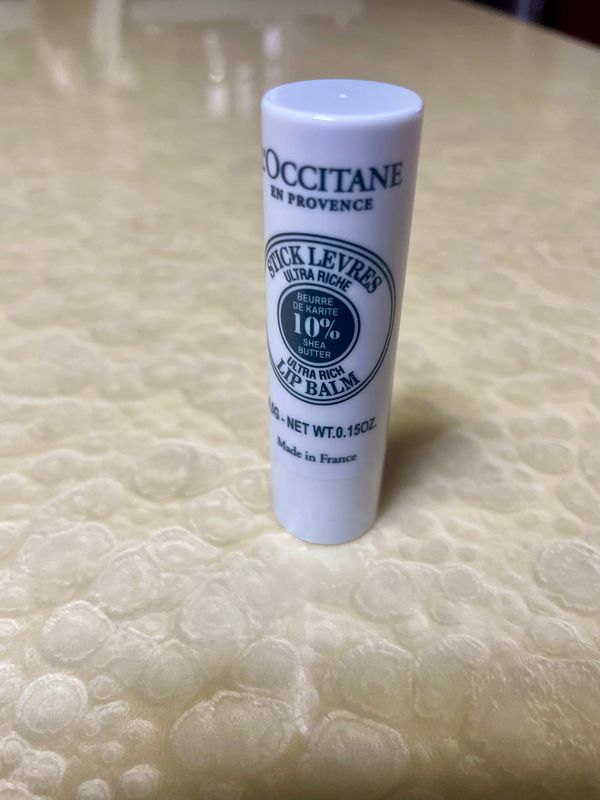 L'OCCITANE
EN PROVENCE
STICK LEVRES
ULTRA RICHE
BEURRE
DE KARITE
10%
SHEA
BUTTER
ULTRA RICH
LIP BALM
- NET WT.0.15OZ.
Made in France